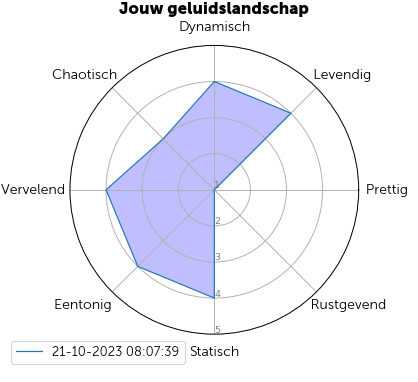 Jouw geluidslandschap
Dynamisch
Chaotisch
Levendig
Vervelend
Prettig
1
2
3
4
5
Eentonig
Rustgevend
Statisch
21-10-2023 08:07:39